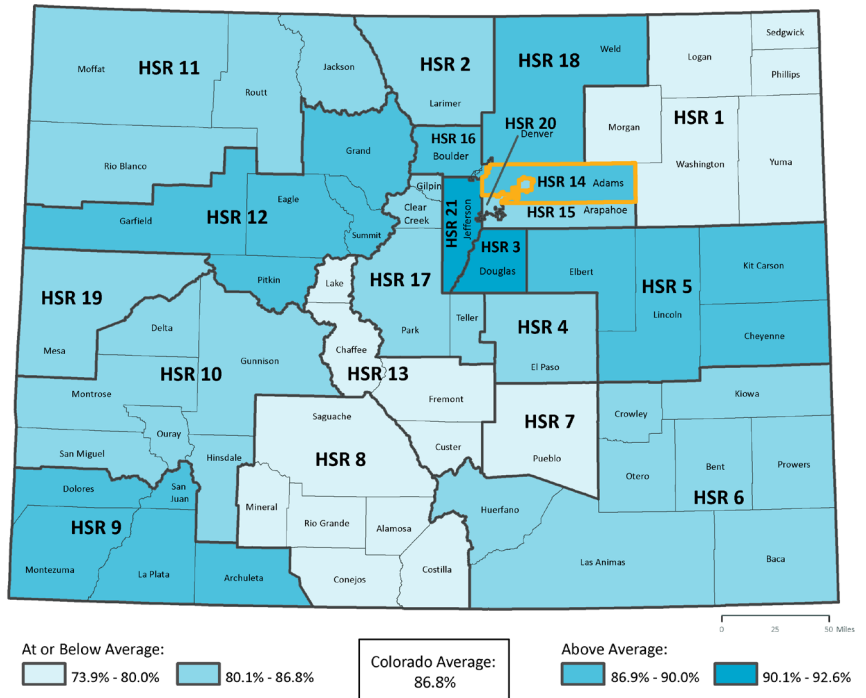 Sedgwick
HSR 18
Weld
Logan
HSR 2
HSR 11
Jackson
Moffat
Phillips
Routt
Larimer
HSR 1
HSR 20
Denver
Morgan
HSR 16
Boulder
Grand
Rio Blanco
Washington
Yuma
HSR 14
Adams
Gilpin
Eagle
Clear
Creek
HSR 21
Jefferson
HSR 15
Arapahoe
HSR 12
Garfield
Summit
HSR 3
Douglas
Kit Carson
Elbert
HSR 5
Pitkin
Lake
HSR 17
HSR 19
Lincoln
Teller
Delta
Park
HSR 4
Cheyenne
Mesa
Chaffee
Gunnison
El Paso
HSR 10
HSR 13
Montrose
Fremont
Kiowa
Saguache
Crowley
HSR 7
Ouray
Custer
San Miguel
Hinsdale
HSR 8
Pueblo
Bent
Prowers
Otero
Dolores
San
Juan
HSR 6
Mineral
Huerfano
HSR 9
Rio Grande
Alamosa
Las Animas
Baca
Montezuma
La Plata
Archuleta
Conejos
Costilla
0 25 50 Miles
At or Below Average:
73.9% - 80.0%
80.1% - 86.8%
Colorado Average:
86.8%
Above Average:
86.9% - 90.0%
90.1% - 92.6%